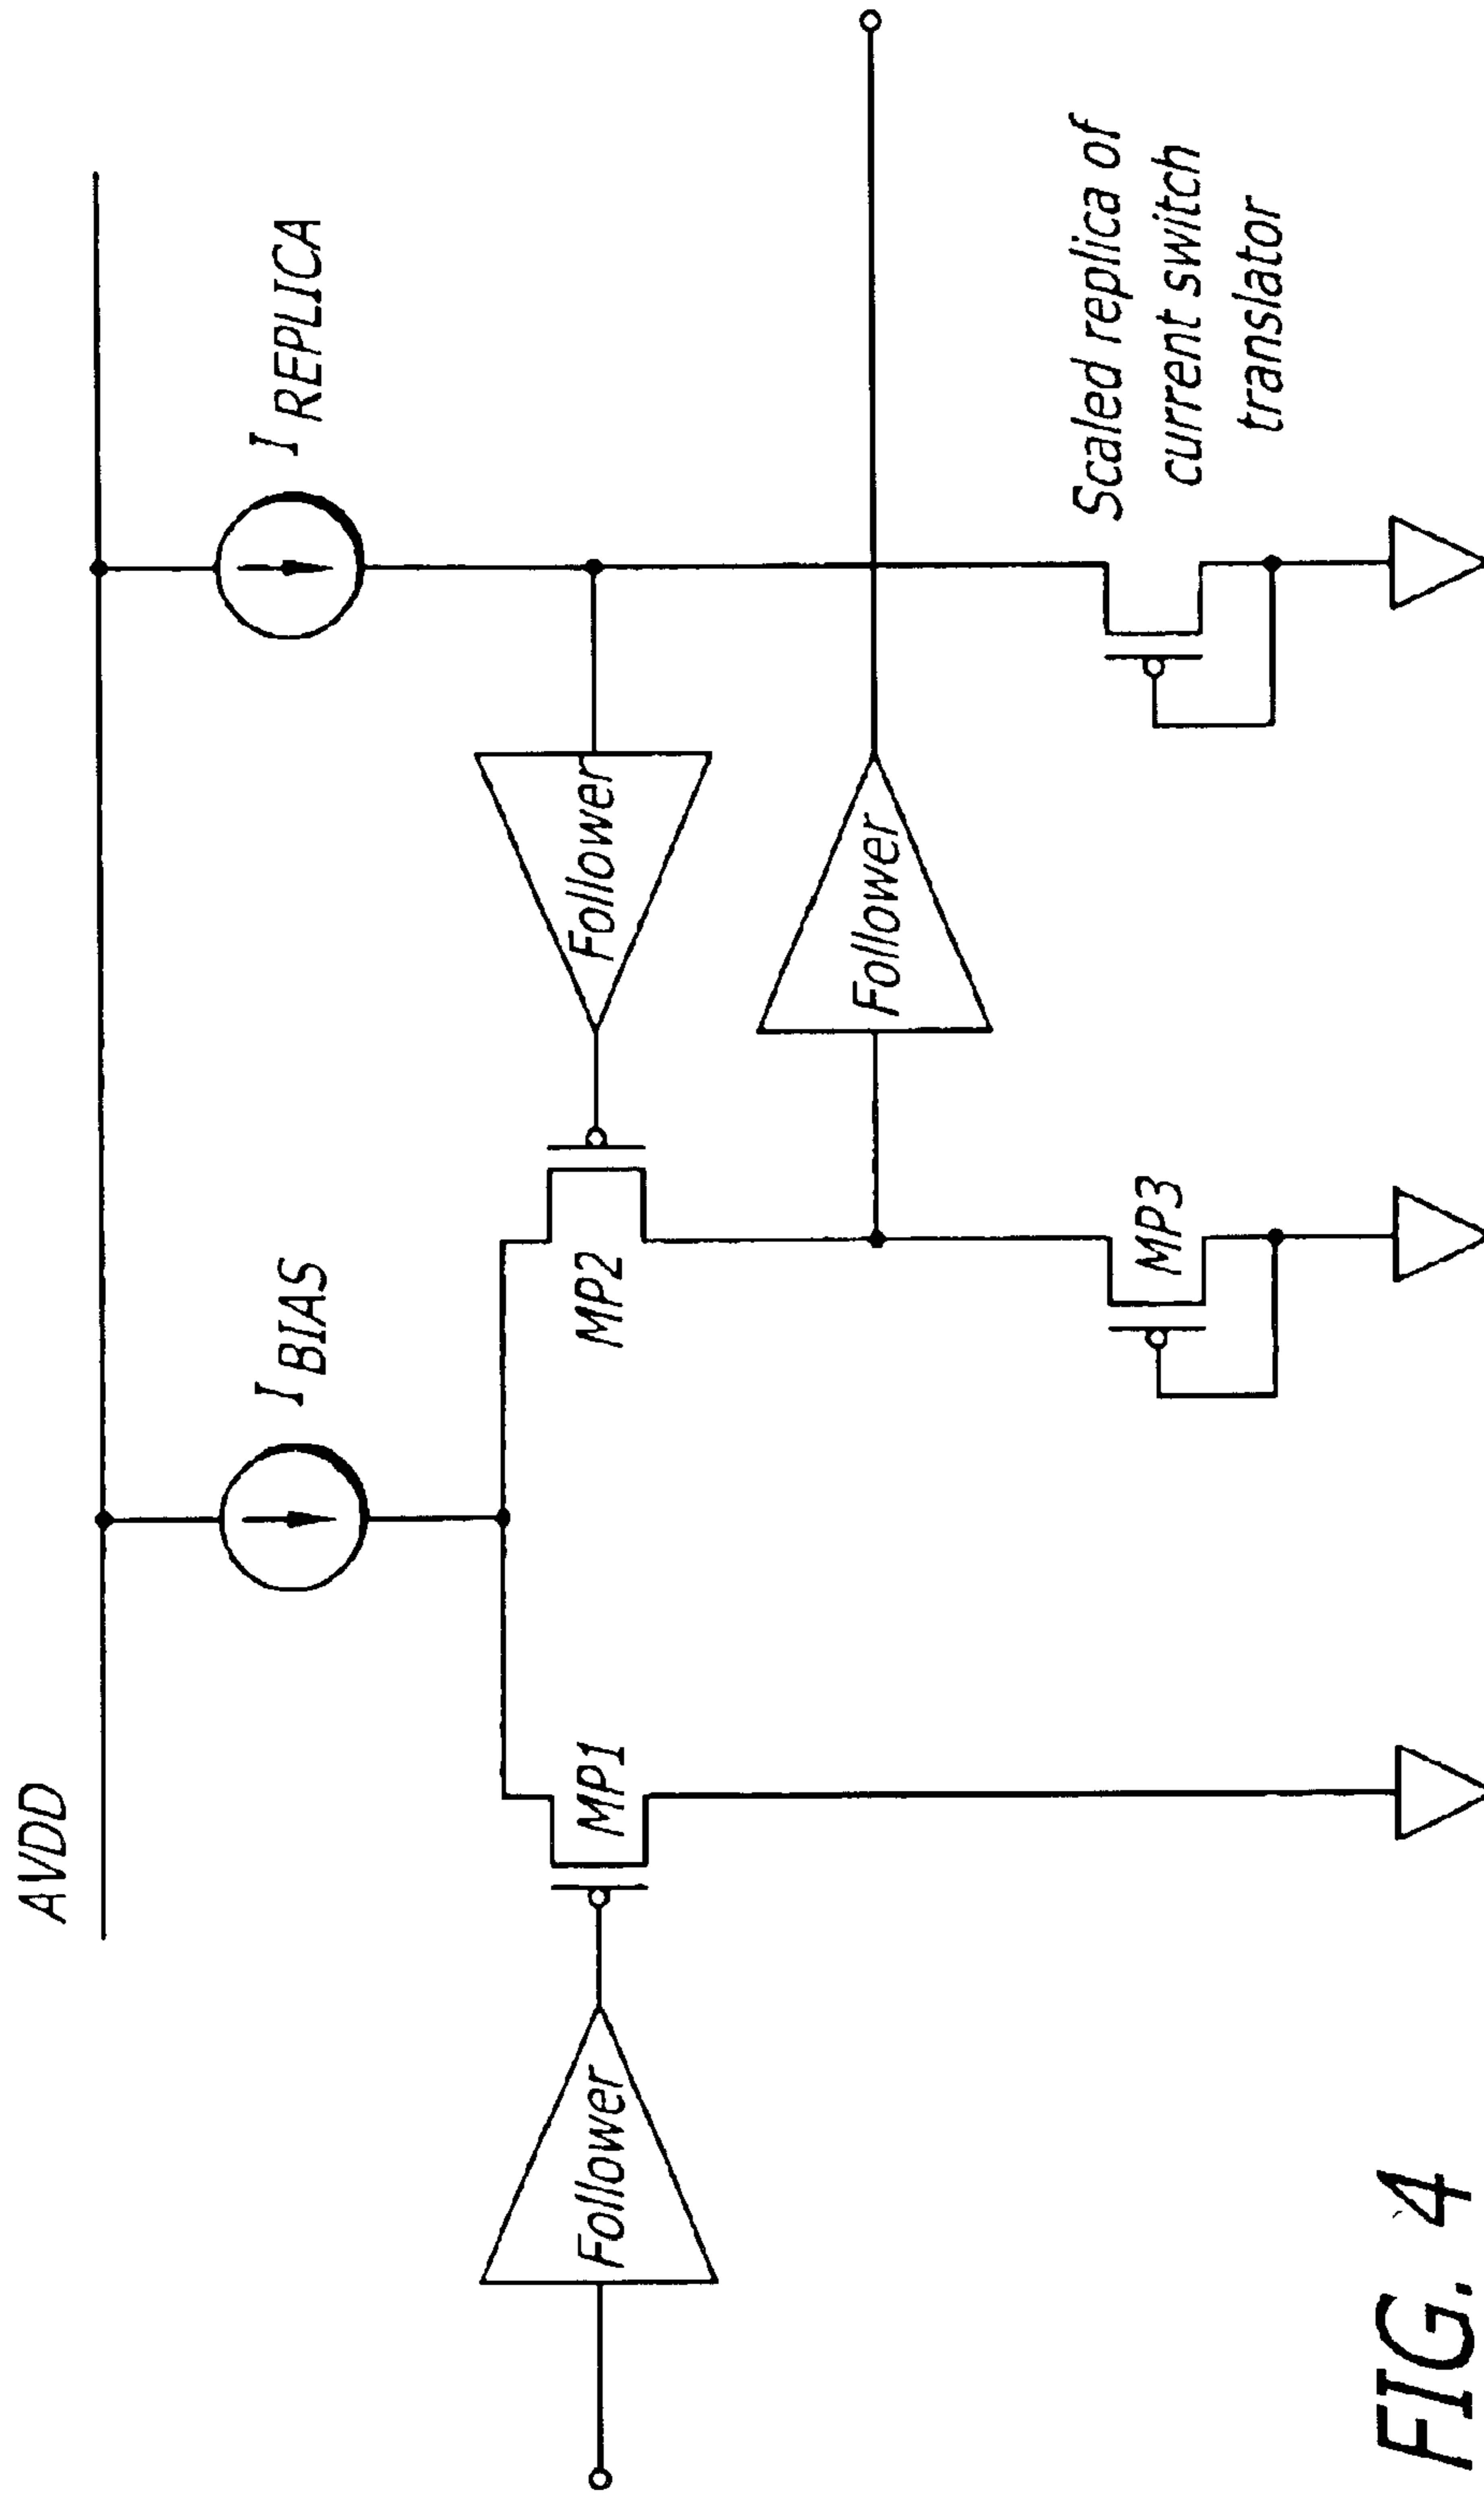 AVDD
I BIAS
I REPLICA
Follower
MP1
MP2
Follower
Follower
MP3
Scaled replica of
current switch
translator
FIG. 4